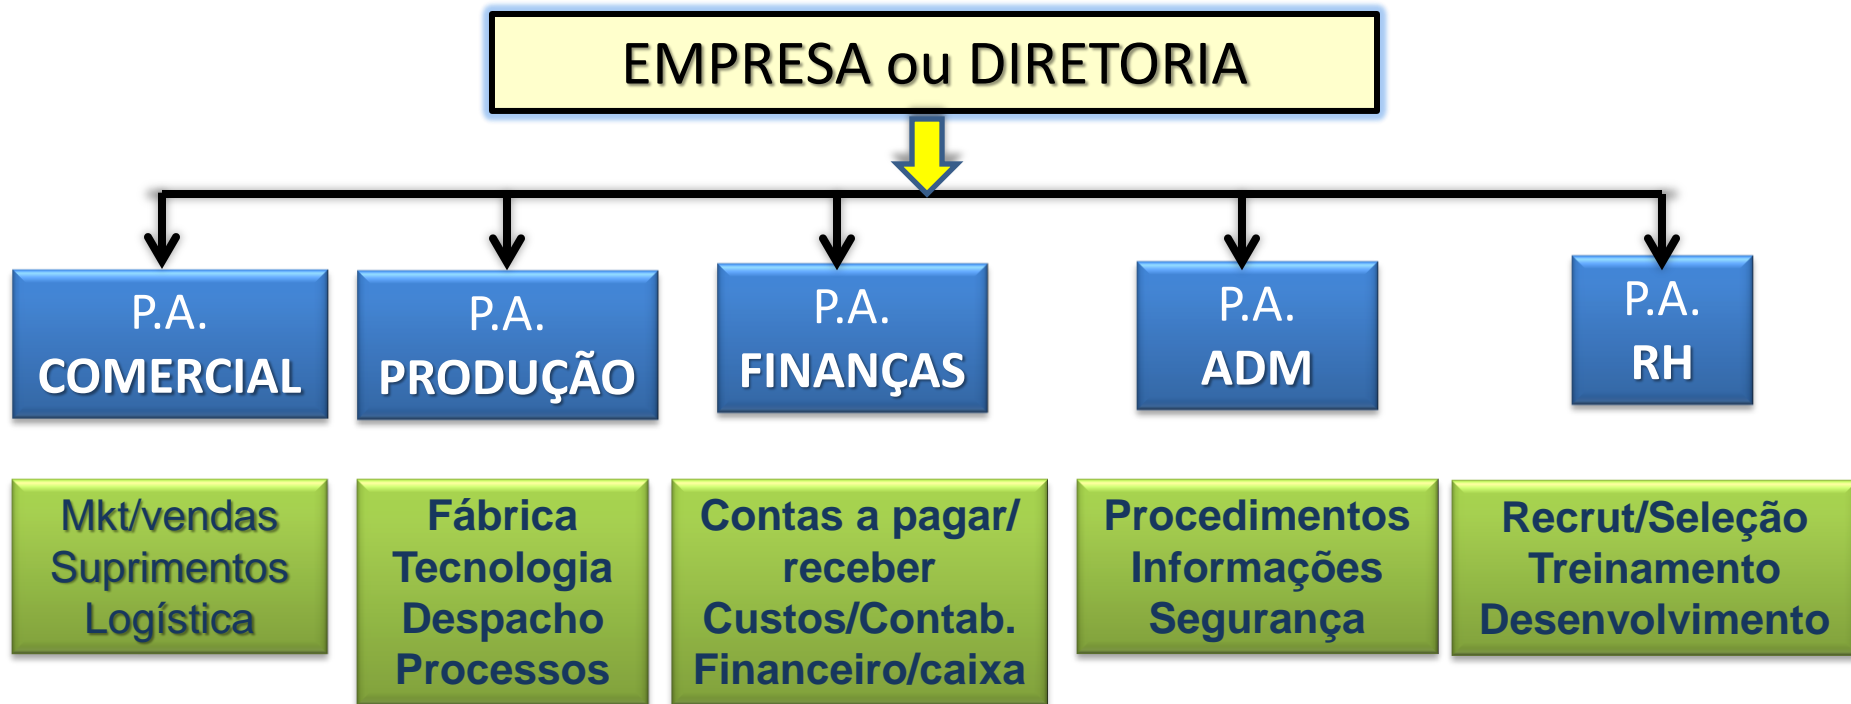 EMPRESA ou DIRETORIA
P.A.
COMERCIAL
P.A.
PRODUÇÃO
P.A.
FINANÇAS
P.A.
ADM
P.A.
RH
Mkt/vendas
Suprimentos
Logística
Fábrica
Tecnologia
Despacho
Processos
Contas a pagar/
receber
Custos/Contab.
Financeiro/caixa
Procedimentos
Informações
Segurança
Recrut/Seleção
Treinamento
Desenvolvimento